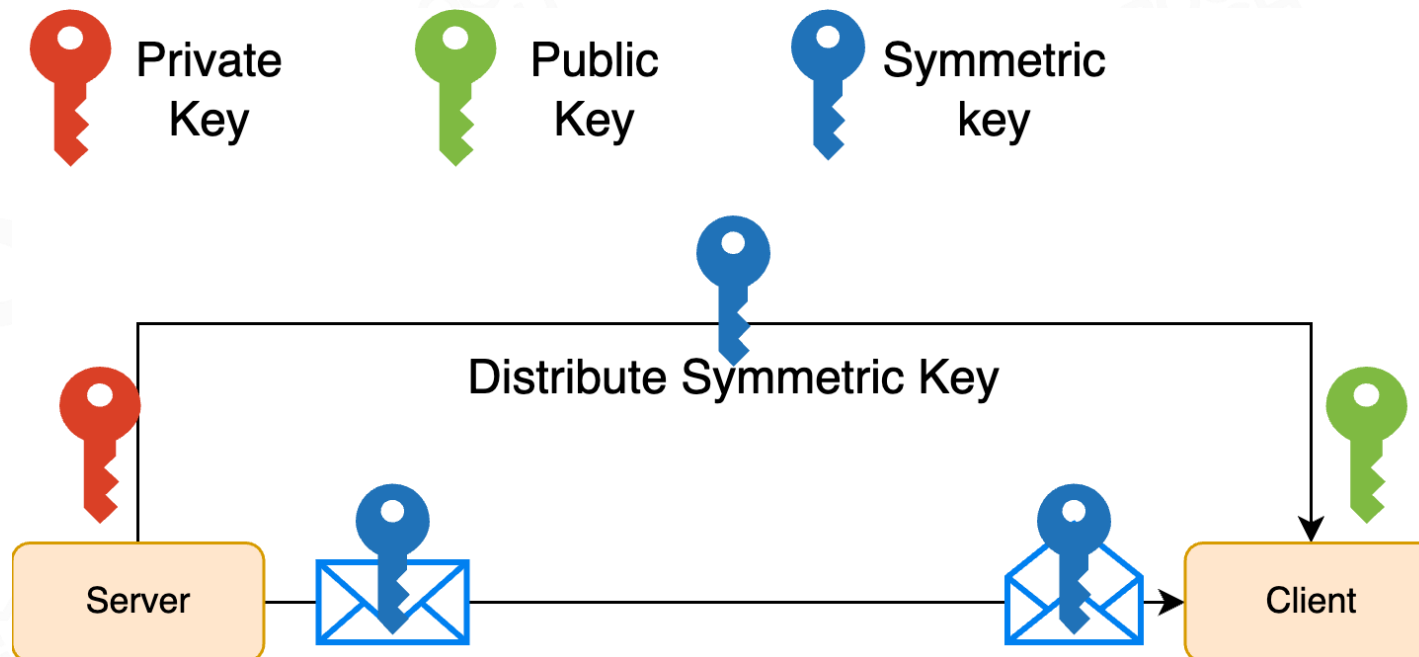 Private
Key
Public
Key
Symmetric
key
Distribute Symmetric Key
Server
Client